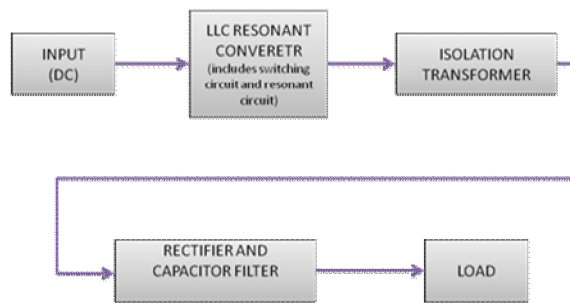 INPUT
(DC)
LLC RESONANT
CONVERETR
(includes switching
circuit and resonant
circuit)
ISOLATION
TRANSFORMER
RECTIFIER AND
CAPACITOR FILTER
LOAD